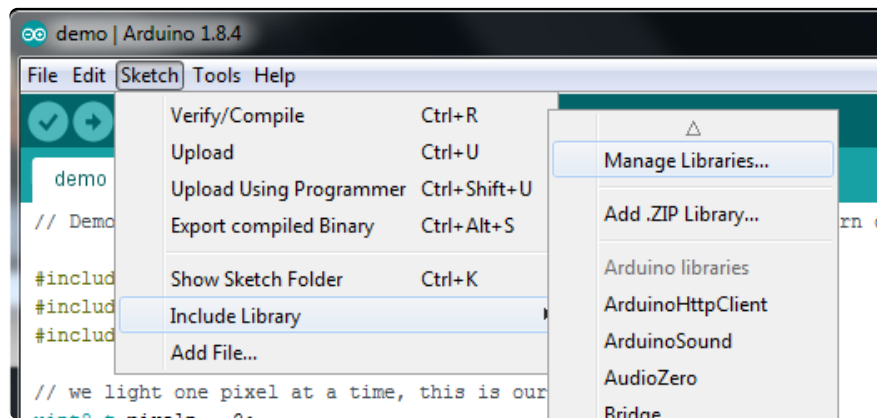 demo | Arduino 1.8.4
File Edit Sketch Tools Help
Verify/Compile Ctrl+R
Upload Ctrl+U
Upload Using Programmer Ctrl+Shift+U
Export compiled Binary Ctrl+Alt+S
Show Sketch Folder Ctrl+K
Include Library
Add File...
Manage Libraries...
Add .ZIP Library...
Arduino libraries
ArduinoHttpClient
ArduinoSound
AudioZero
Bridge
demo
// Demo
#includ
#includ
#includ
// we light one pixel at a time, this is our